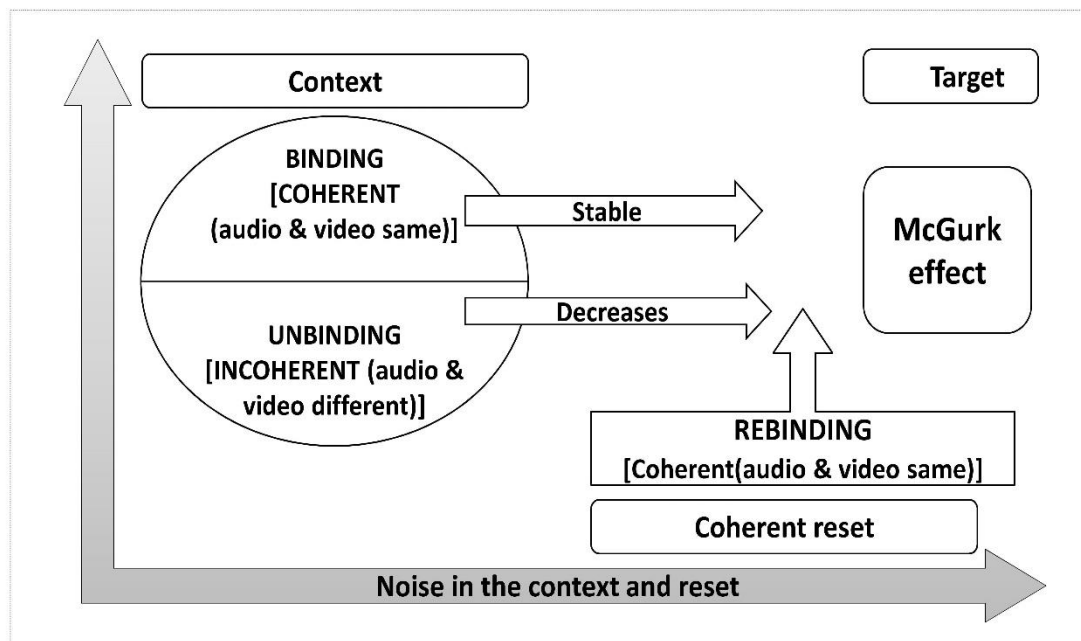 Context
Target
BINDING
[COHERENT
(audio & video same)]
Stable
McGurk
effect
Decreases
UNBINDING
[INCOHERENT (audio &
video different)]
REBINDING
[Coherent(audio & video same)]
Coherent reset
Noise in the context and reset